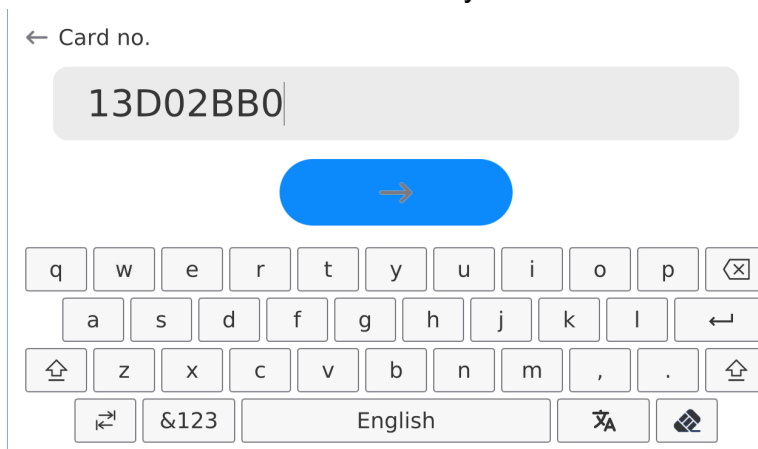 ← Card no.
13D02BB0
→
q w e r t y u i o p
a s d f g h j k l
z x c v b n m , .
&123 English